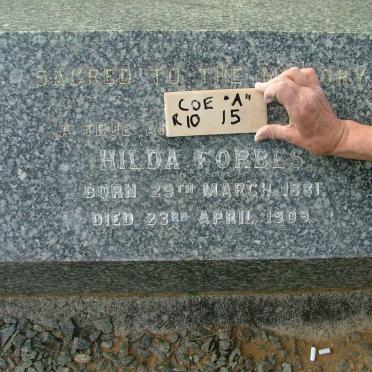 SACRED TO THE MEMORY
COE "A"
R10 15
A TRUE
HILDA FORBES
BORN 29TH MARCH 1881.
DIED 23RD APRIL 1909.